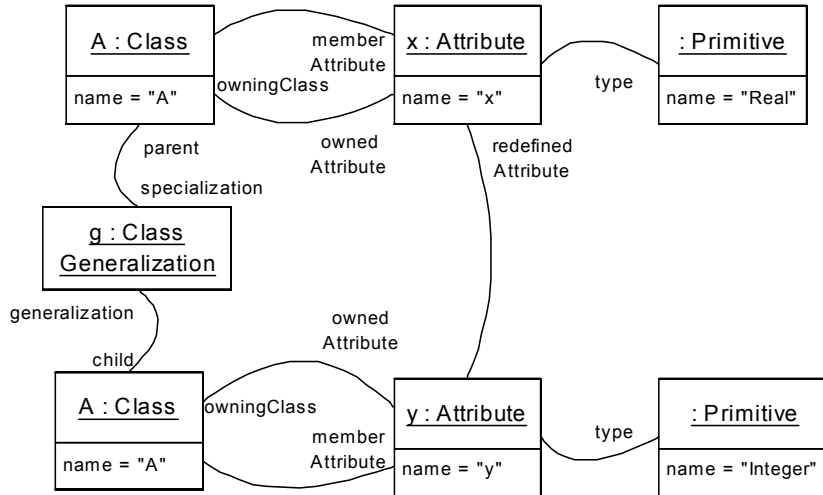 A : Class
name = "A"
member
Attribute
owningClass
owned
Attribute
x : Attribute
name = "x"
type
: Primitive
name = "Real"
parent
specialization
redefined
Attribute
g : Class
Generalization
generalization
child
owned
Attribute
A : Class
name = "A"
owningClass
member
Attribute
y : Attribute
name = "y"
type
: Primitive
name = "Integer"